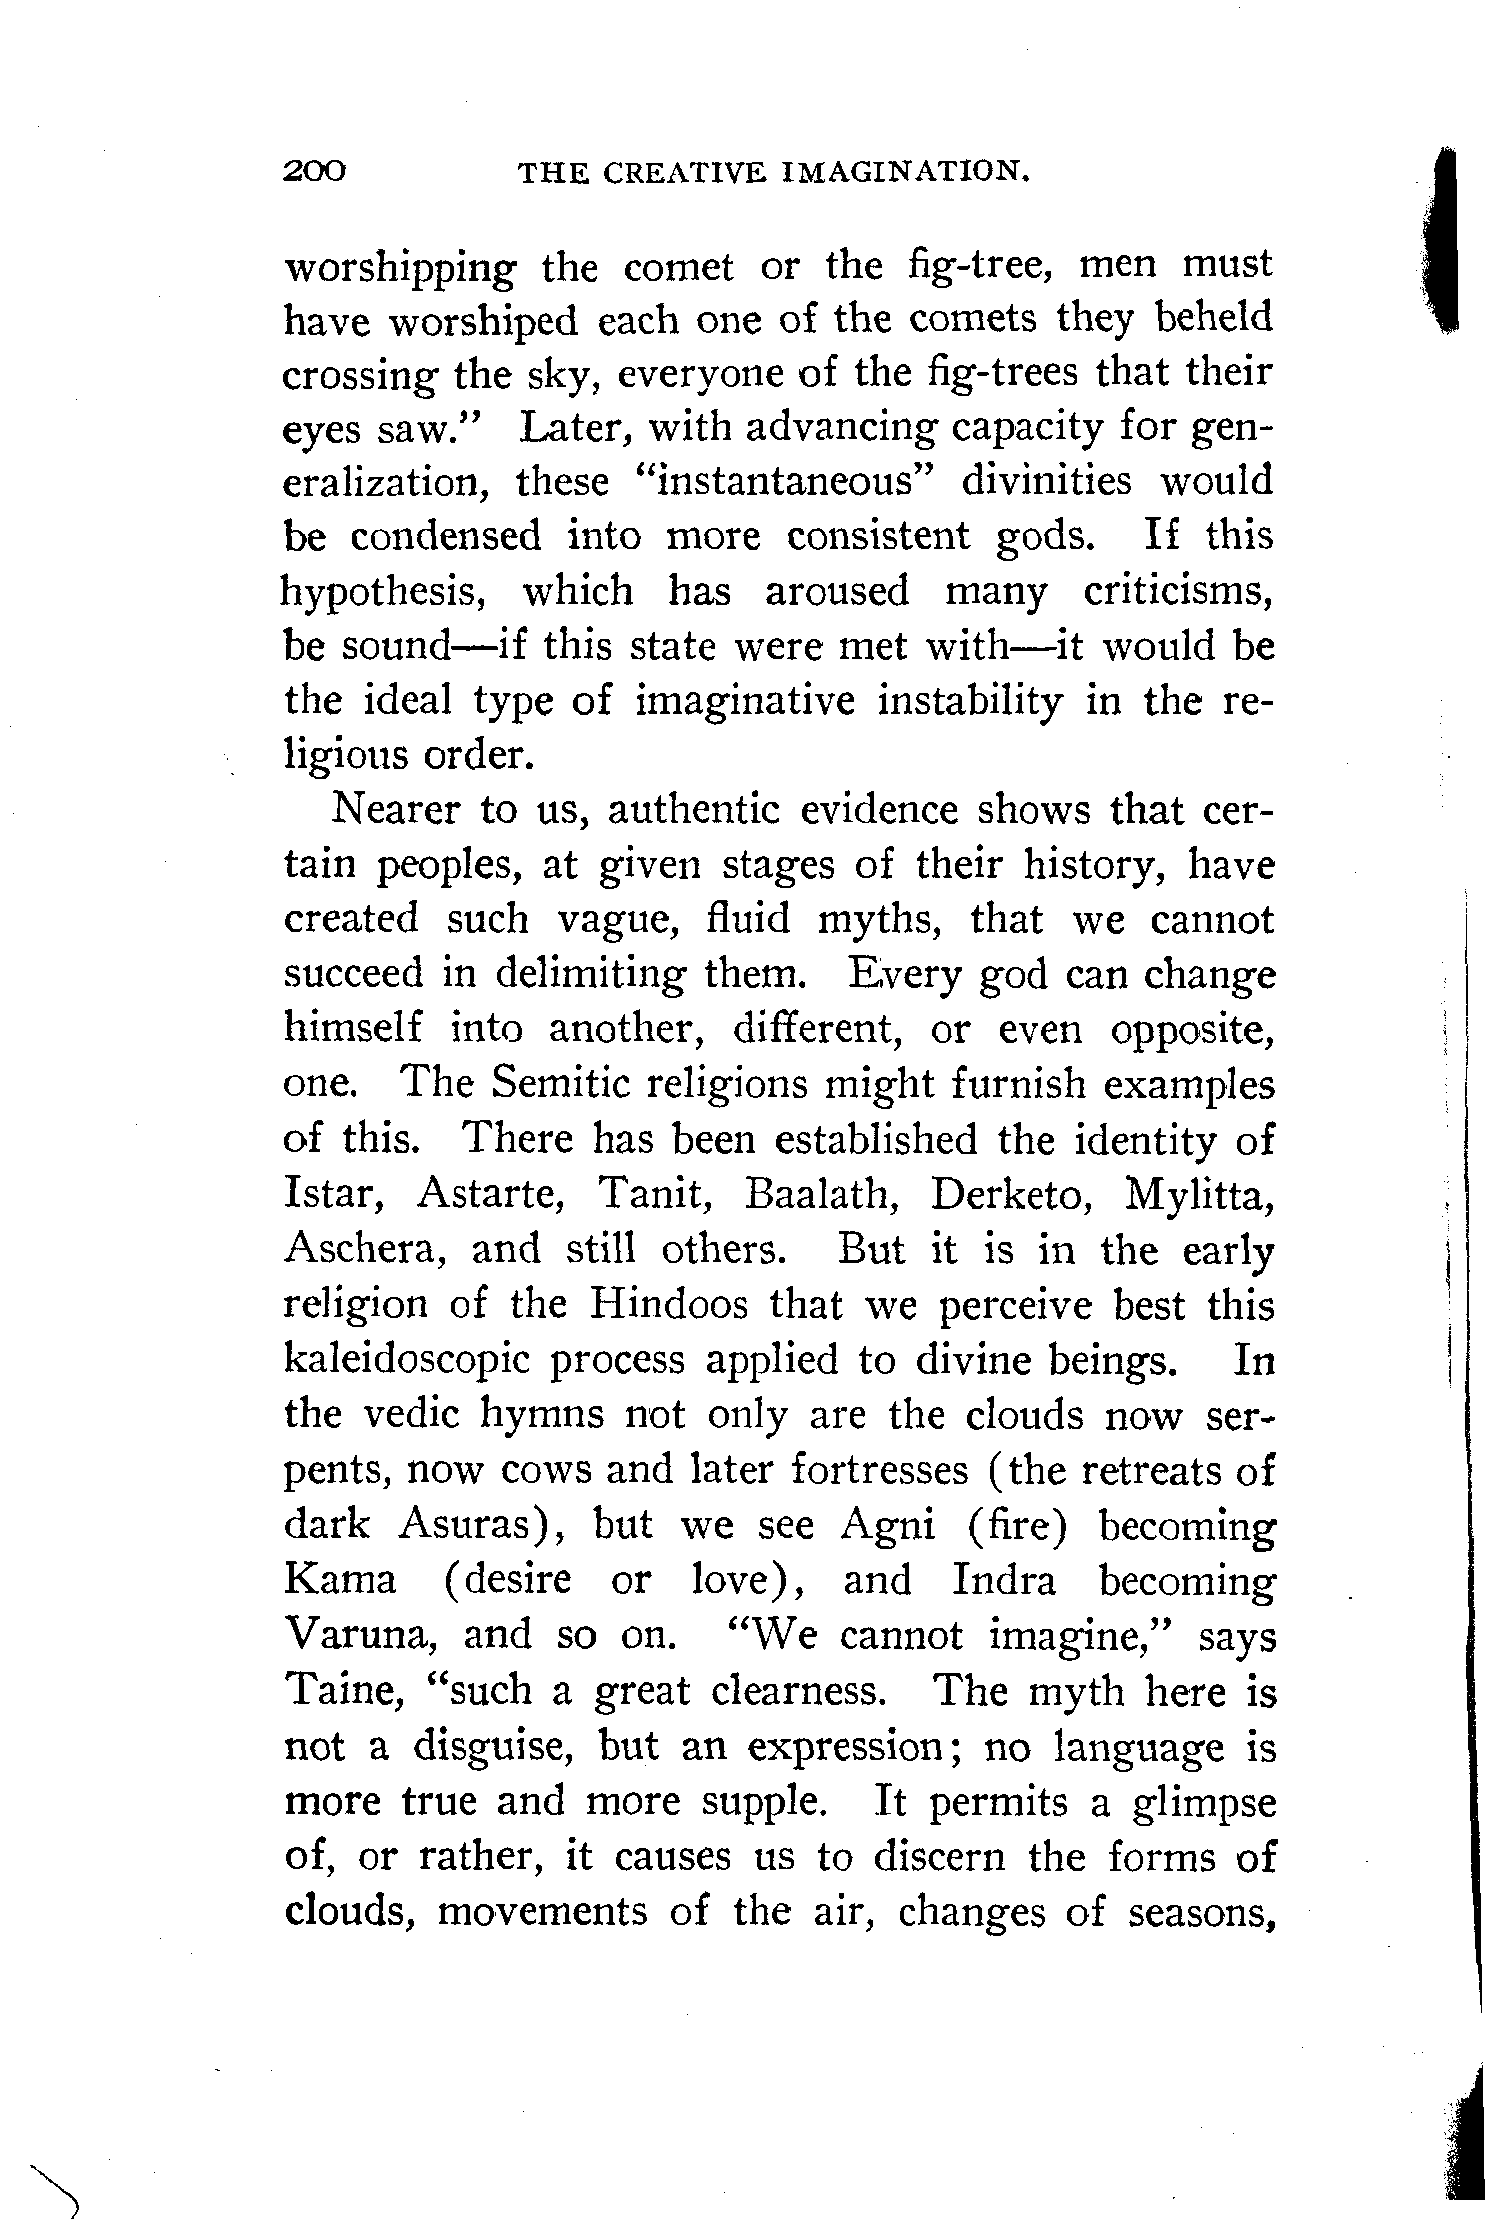 200 THE CREATIVE IMAGINATION.
worshipping the comet or the fig-tree, men must
have worshiped each one of the comets they beheld
crossing the sky, everyone of the fig-trees that their
eyes saw.” Later, with advancing capacity for gen-
eralization, these “instantaneous” divinities would
be condensed into more consistent gods. If this
hypothesis, which has aroused many criticisms,
be sound—if this state were met with—it would be
the ideal type of imaginative instability in the re-
ligious order.
Nearer to us, authentic evidence shows that cer-
tain peoples, at given stages of their history, have
created such vague, fluid myths, that we cannot
succeed in delimiting them. Every god can change
himself into another, different, or even opposite,
one. The Semitic religions might furnish examples
of this. There has been established the identity of
Istar, Astarte, Tanit, Baalath, Derketo, Mylitta,
Aschera, and still others. But it is in the early
religion of the Hindoos that we perceive best this
kaleidoscopic process applied to divine beings. In
the vedic hymns not only are the clouds now ser-
pents, now cows and later fortresses (the retreats of
dark Asuras), but we see Agni (fire) becoming
Kama (desire or love), and Indra becoming
Varuna, and so on. “We cannot imagine,” says
Taine, “such a great clearness. The myth here is
not a disguise, but an expression; no language is
more true and more supple. It permits a glimpse
of, or rather, it causes us to discern the forms of
clouds, movements of the air, changes of seasons,